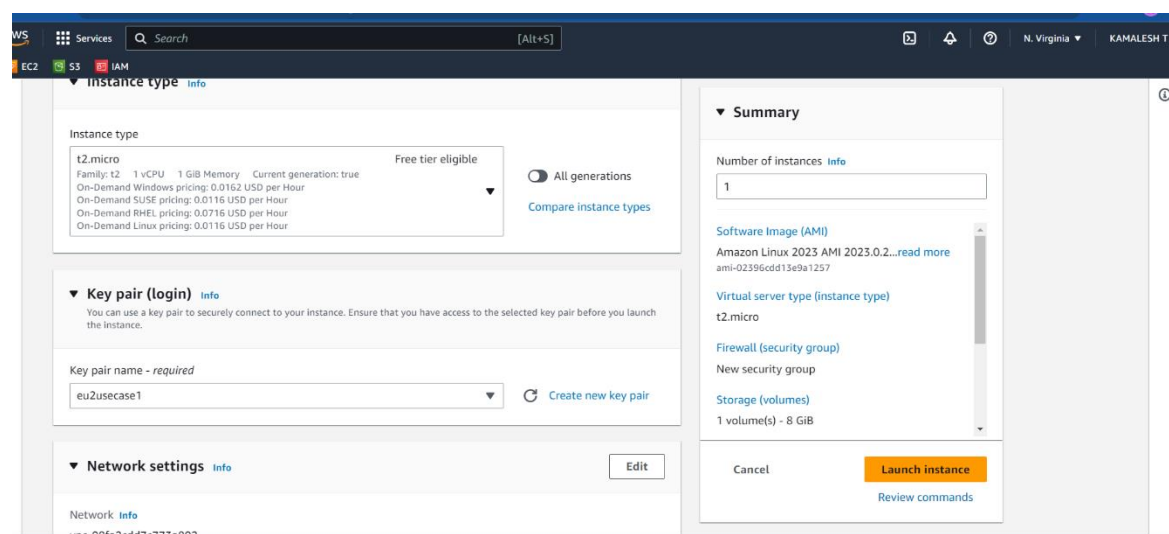 Services
Search
[Alt+S]
N. Virginia
KAMALESH T
EC2 S3 IAM
Instance type Info
Instance type
t2.micro Free tier eligible
Family: t2 1 vCPU 1 GiB Memory Current generation: true
On-Demand Windows pricing: 0.0162 USD per Hour
On-Demand SUSE pricing: 0.0116 USD per Hour
On-Demand RHEL pricing: 0.0716 USD per Hour
On-Demand Linux pricing: 0.0116 USD per Hour
All generations
Compare instance types
Key pair (login) Info
You can use a key pair to securely connect to your instance. Ensure that you have access to the selected key pair before you launch
the instance.
Key pair name - required
eu2usecase1
Create new key pair
Network settings Info
Edit
Network Info
Summary
Number of instances Info
1
Software Image (AMI)
Amazon Linux 2023 AMI 2023.0.2...read more
ami-02396cdd13e9a1257
Virtual server type (instance type)
t2.micro
Firewall (security group)
New security group
Storage (volumes)
1 volume(s) - 8 GiB
Cancel
Launch instance
Review commands